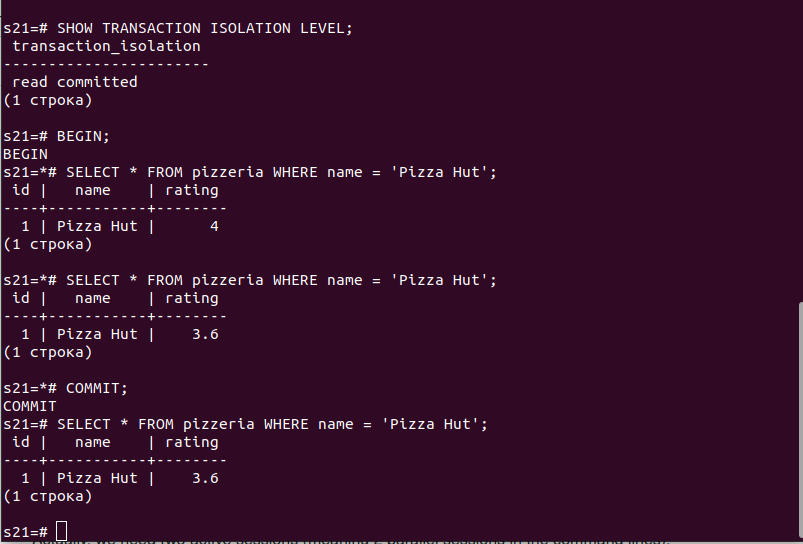 s21=# SHOW TRANSACTION ISOLATION LEVEL;
 transaction_isolation
-----------------------
 read committed
(1 строка)

s21=# BEGIN;
BEGIN
s21=*# SELECT * FROM pizzeria WHERE name = 'Pizza Hut';
 id |   name    | rating
----+-----------+--------
  1 | Pizza Hut |      4
(1 строка)

s21=*# SELECT * FROM pizzeria WHERE name = 'Pizza Hut';
 id |   name    | rating
----+-----------+--------
  1 | Pizza Hut |    3.6
(1 строка)

s21=*# COMMIT;
COMMIT
s21=# SELECT * FROM pizzeria WHERE name = 'Pizza Hut';
 id |   name    | rating
----+-----------+--------
  1 | Pizza Hut |    3.6
(1 строка)

s21=#